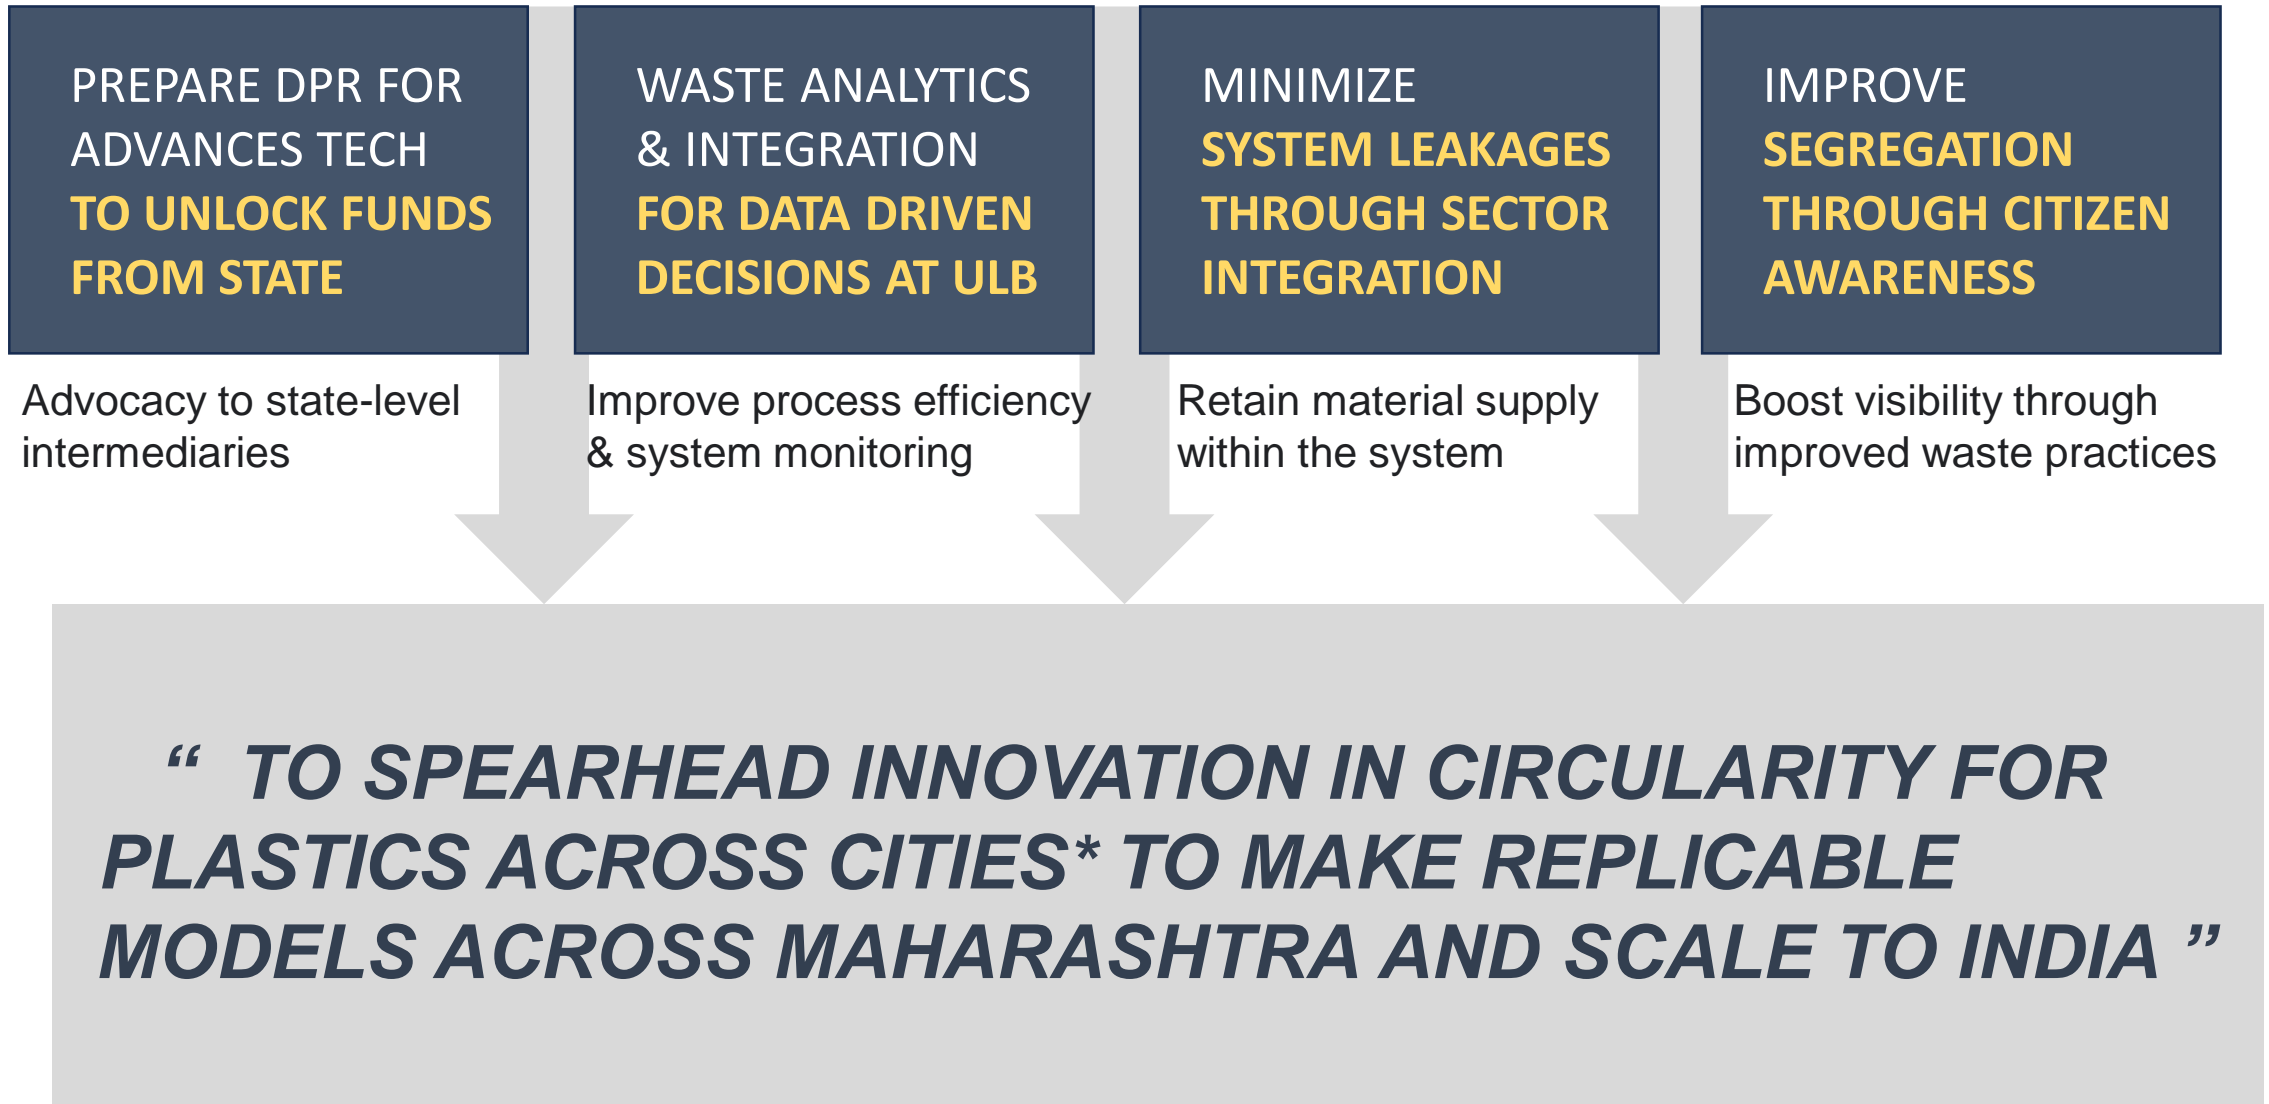 PREPARE DPR FOR
ADVANCES TECH
TO UNLOCK FUNDS
FROM STATE
Advocacy to state-level
intermediaries
WASTE ANALYTICS
& INTEGRATION
FOR DATA DRIVEN
DECISIONS AT ULB
Improve process efficiency
& system monitoring
MINIMIZE
SYSTEM LEAKAGES
THROUGH SECTOR
INTEGRATION
Retain material supply
within the system
IMPROVE
SEGREGATION
THROUGH CITIZEN
AWARENESS
Boost visibility through
improved waste practices
“ TO SPEARHEAD INNOVATION IN CIRCULARITY FOR
PLASTICS ACROSS CITIES* TO MAKE REPLICABLE
MODELS ACROSS MAHARASHTRA AND SCALE TO INDIA ”